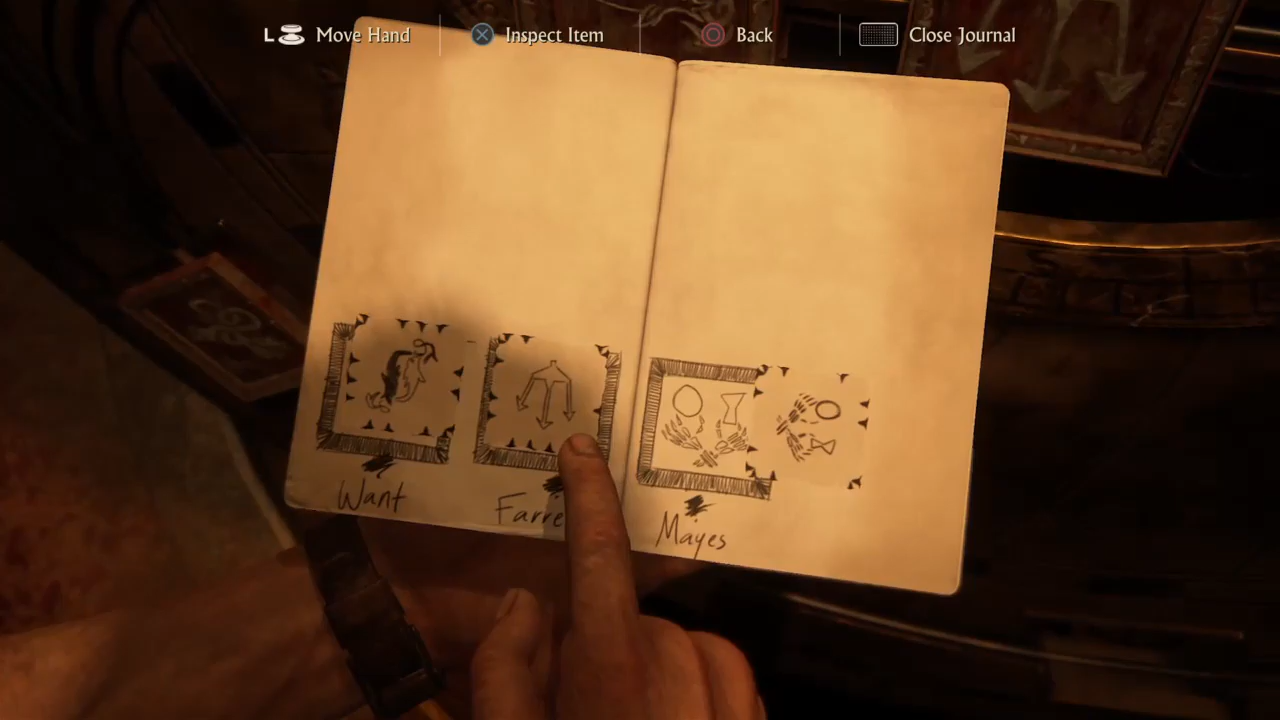 L Move Hand
Inspect Item
Back
Close Journal
Want
Mayes